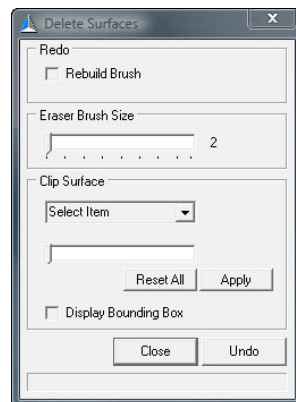 Delete Surfaces
Redo
Rebuild Brush
Eraser Brush Size
2
Clip Surface
Select Item
Reset All
Apply
Display Bounding Box
Close
Undo